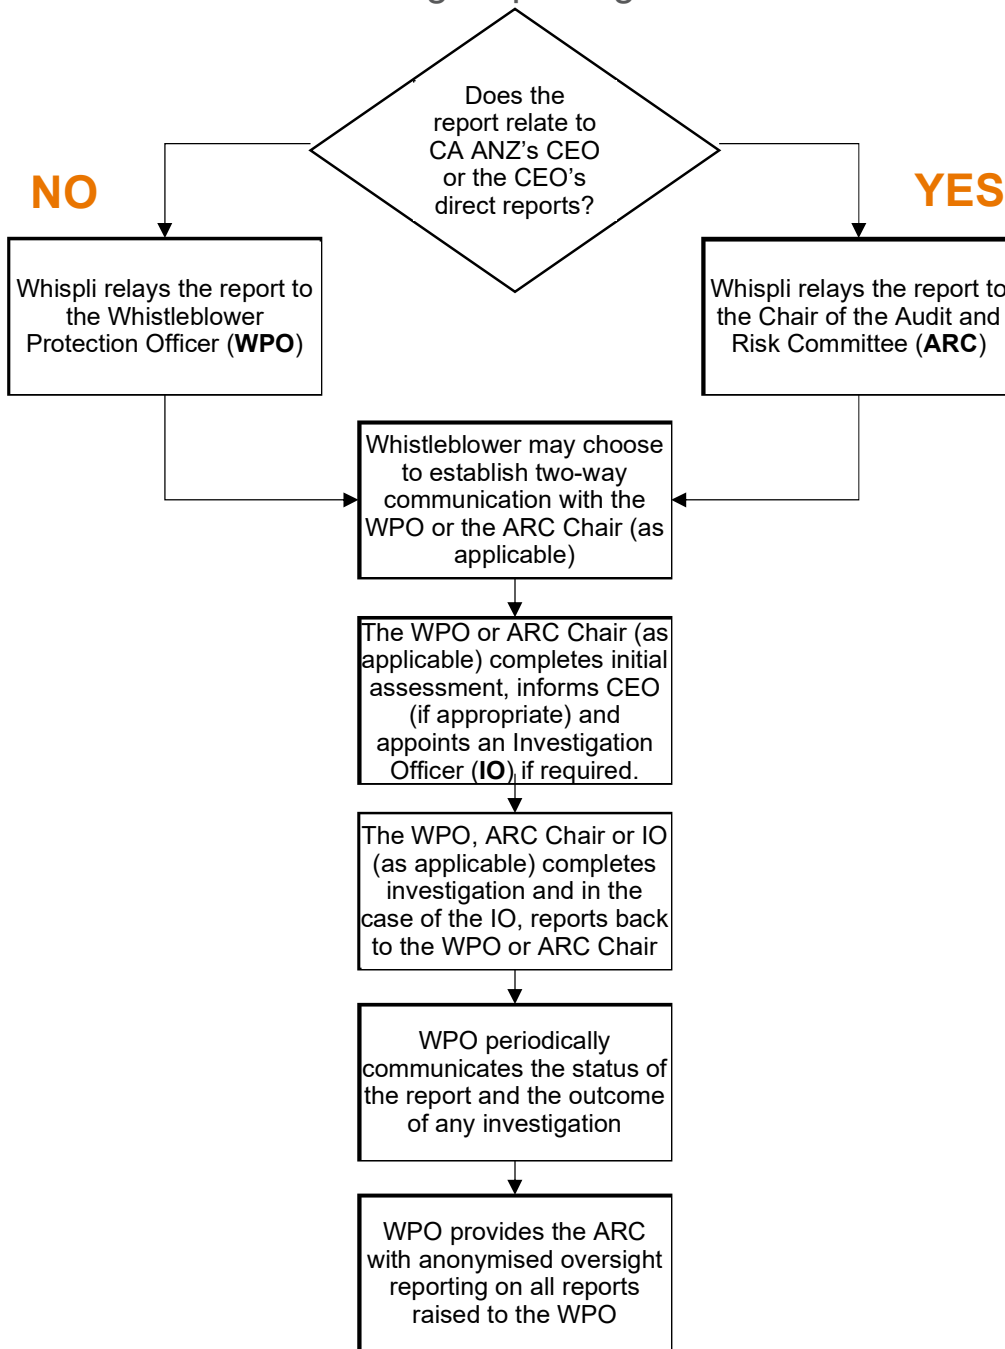 Does the
report relate to
CA ANZ's CEO
or the CEO's
direct reports?
NO
YES
Whispli relays the report to
the Whistleblower
Protection Officer (WPO)
Whispli relays the report to
the Chair of the Audit and
Risk Committee (ARC)
Whistleblower may choose
to establish two-way
communication with the
WPO or the ARC Chair (as
applicable)
The WPO or ARC Chair (as
applicable) completes initial
assessment, informs CEO
(if appropriate) and
appoints an Investigation
Officer (IO) if required.
The WPO, ARC Chair or IO
(as applicable) completes
investigation and in the
case of the IO, reports back
to the WPO or ARC Chair
WPO periodically
communicates the status of
the report and the outcome
of any investigation
WPO provides the ARC
with anonymised oversight
reporting on all reports
raised to the WPO